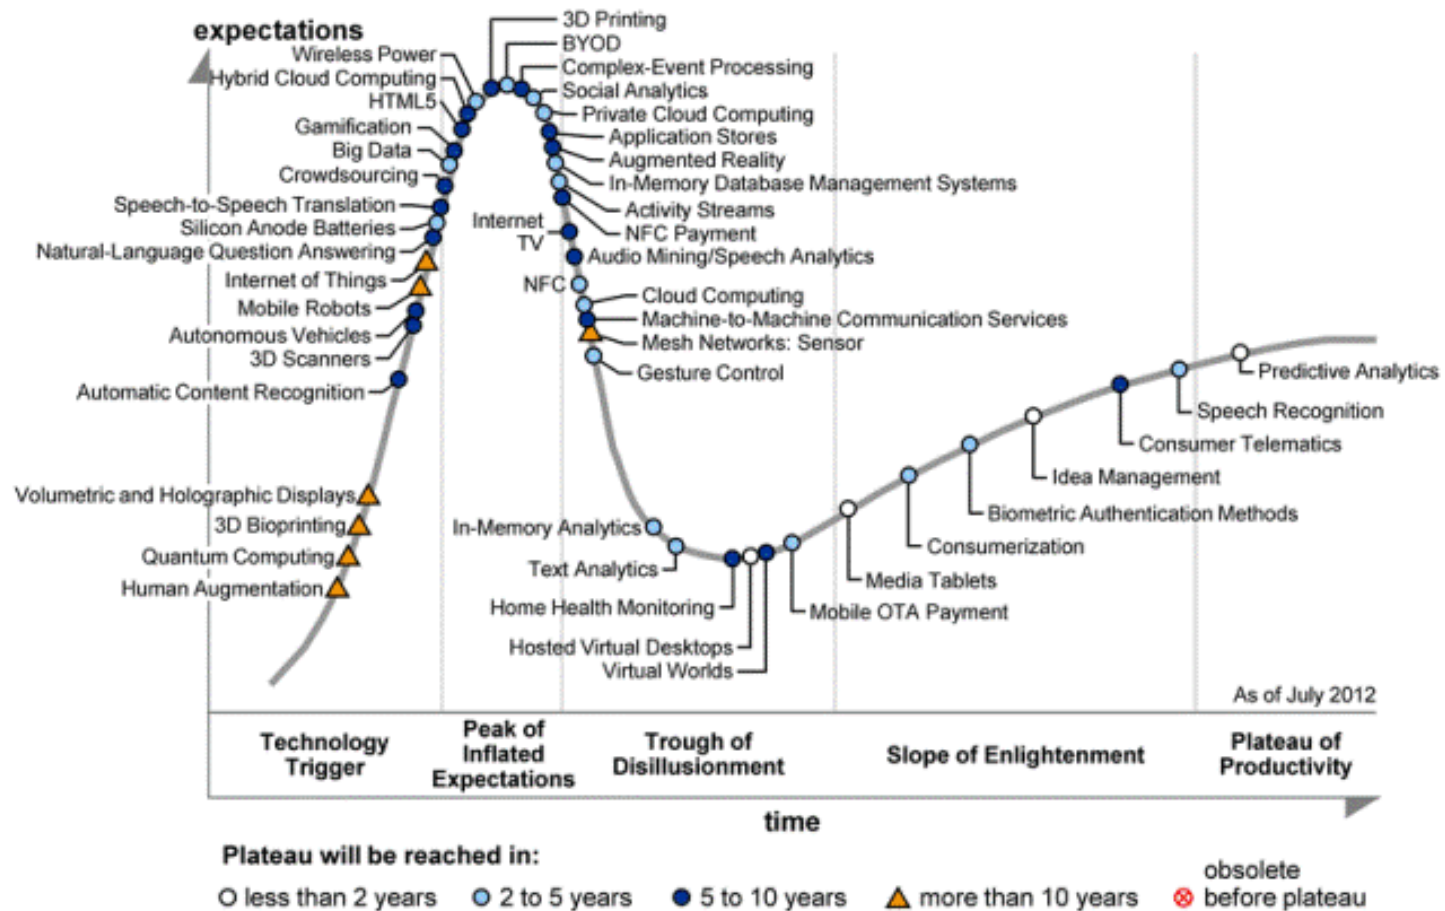 expectations
3D Printing
BYOD
Wireless Power
Complex-Event Processing
Hybrid Cloud Computing
Social Analytics
HTML5
Private Cloud Computing
Gamification
Application Stores
Big Data
Augmented Reality
Crowdsourcing
In-Memory Database Management Systems
Speech-to-Speech Translation
Activity Streams
Silicon Anode Batteries
Internet
TV
NFC Payment
Natural-Language Question Answering
Audio Mining/Speech Analytics
Internet of Things
NFC
Cloud Computing
Mobile Robots
Machine-to-Machine Communication Services
Autonomous Vehicles
Mesh Networks: Sensor
3D Scanners
Gesture Control
Automatic Content Recognition
Predictive Analytics
Speech Recognition
Consumer Telematics
Idea Management
Volumetric and Holographic Displays
Biometric Authentication Methods
3D Bioprinting
In-Memory Analytics
Consumerization
Quantum Computing
Text Analytics
Media Tablets
Human Augmentation
Home Health Monitoring
Mobile OTA Payment
Hosted Virtual Desktops
Virtual Worlds
As of July 2012
Technology
Trigger
Peak of
Inflated
Expectations
Trough of
Disillusionment
Slope of Enlightenment
Plateau of
Productivity
time
Plateau will be reached in:
less than 2 years
2 to 5 years
5 to 10 years
more than 10 years
obsolete
before plateau